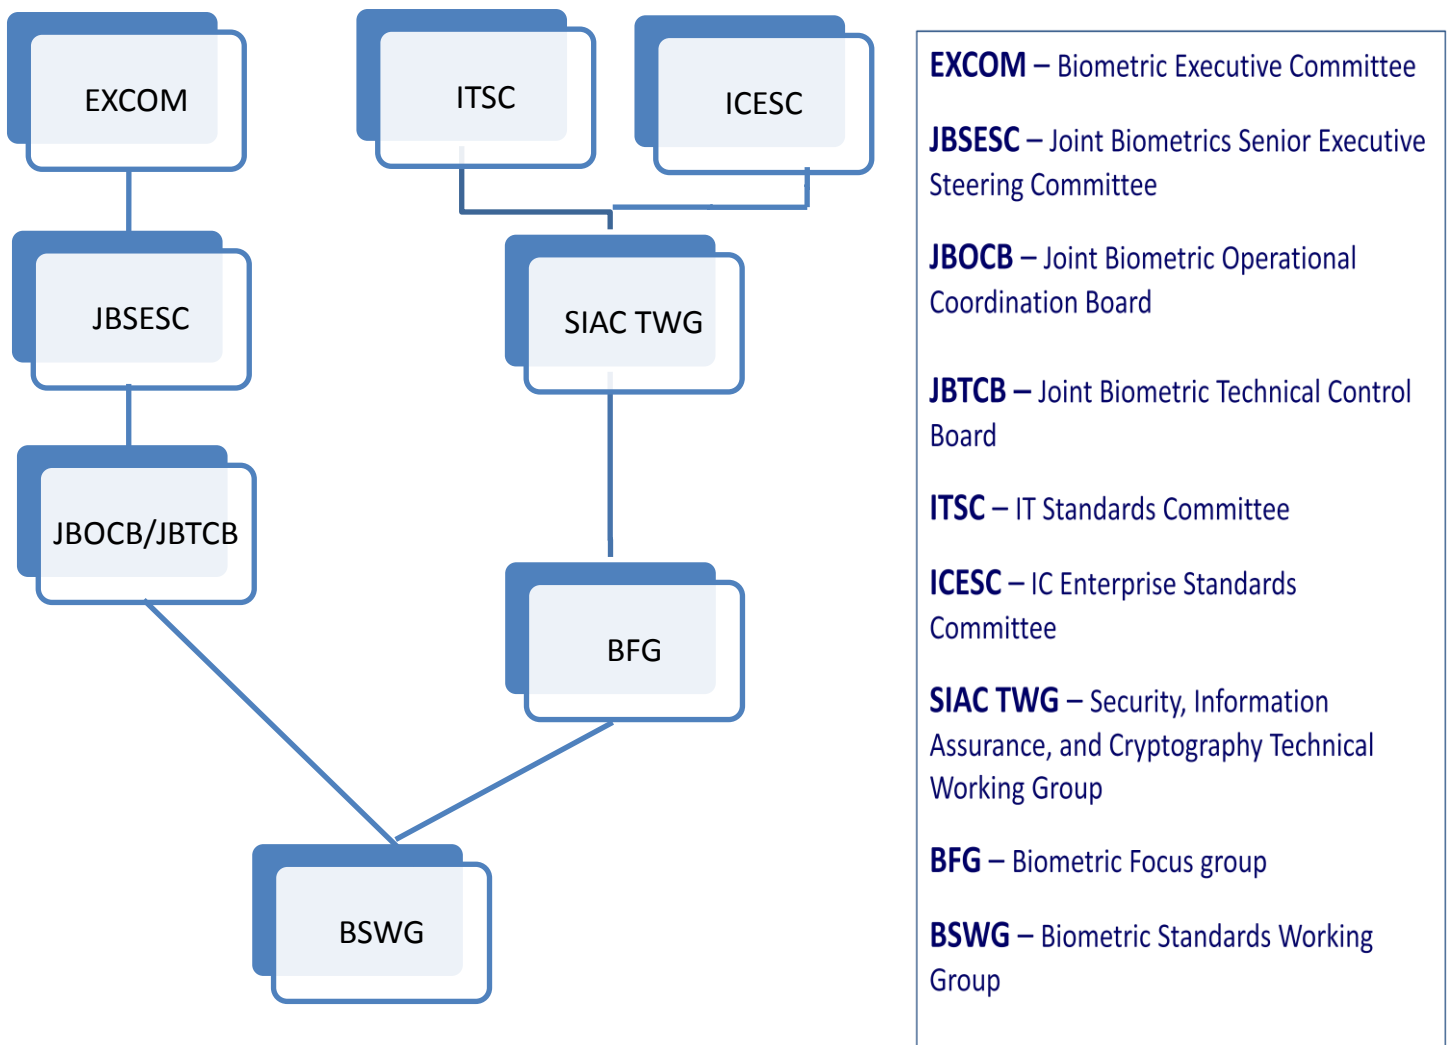 EXCOM
ITSC
ICESC
JBSESC
SIAC TWG
JBOCB/JBTCB
BFG
BSWG
EXCOM – Biometric Executive Committee
JBSESC – Joint Biometrics Senior Executive
Steering Committee
JBOCB – Joint Biometric Operational
Coordination Board
JBTCB – Joint Biometric Technical Control
Board
ITSC – IT Standards Committee
ICESC – IC Enterprise Standards
Committee
SIAC TWG – Security, Information
Assurance, and Cryptography Technical
Working Group
BFG – Biometric Focus group
BSWG – Biometric Standards Working
Group